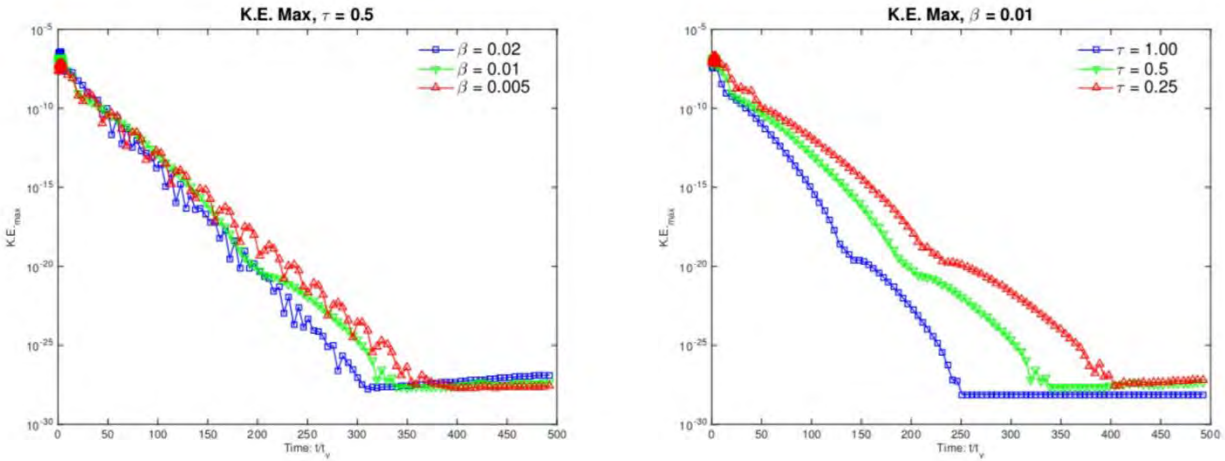 K.E. Max, τ = 0.5
10⁻⁵
β = 0.02
β = 0.01
β = 0.005
10⁻¹⁰
10⁻¹⁵
10⁻²⁰
10⁻²⁵
10⁻³⁰
K.E.max
0 50 100 150 200 250 300 350 400 450 500
Time: t/tᵥ
K.E. Max, β = 0.01
10⁻⁵
τ = 1.00
τ = 0.5
τ = 0.25
10⁻¹⁰
10⁻¹⁵
10⁻²⁰
10⁻²⁵
10⁻³⁰
K.E.max
0 50 100 150 200 250 300 350 400 450 500
Time: t/tᵥ